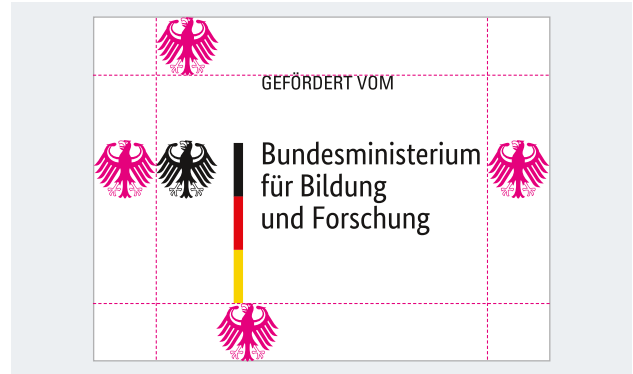 GEFÖRDERT VOM
Bundesministerium
für Bildung
und Forschung